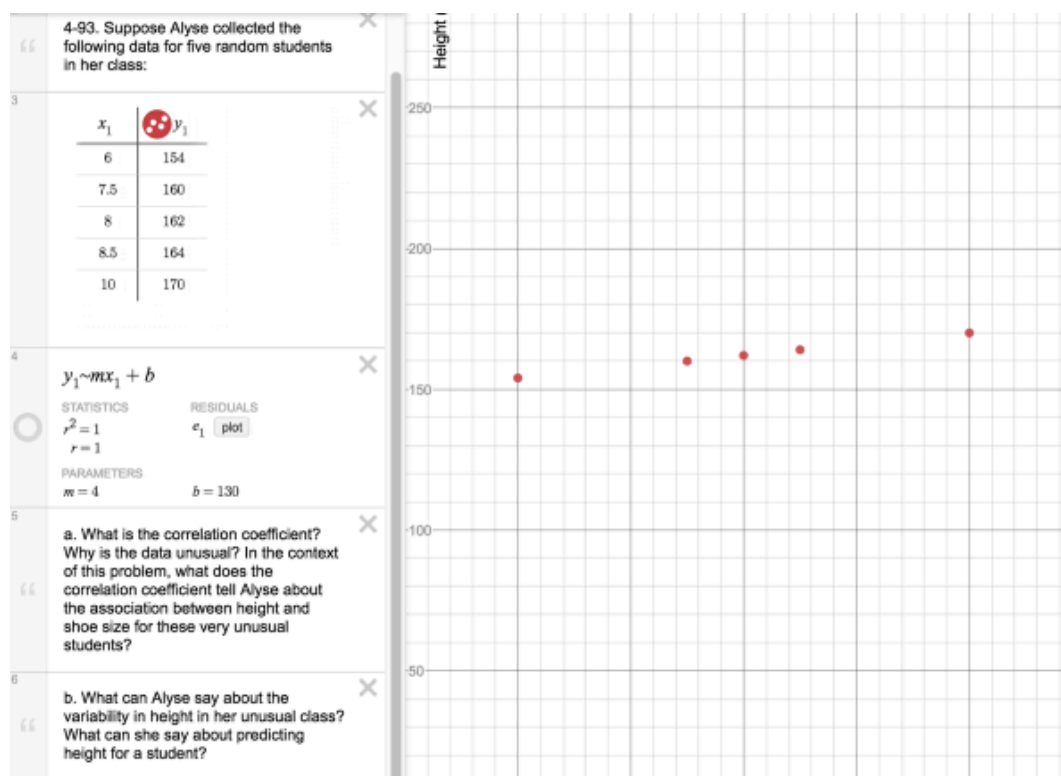 4-93. Suppose Alyse collected the
following data for five random students
in her class:
3
x₁ y₁
6 154
7.5 160
8 162
8.5 164
10 170
4
y₁~mx₁ + b
STATISTICS RESIDUALS
r² = 1 e₁ plot
r = 1
PARAMETERS
m = 4 b = 130
5
a. What is the correlation coefficient?
Why is the data unusual? In the context
of this problem, what does the
correlation coefficient tell Alyse about
the association between height and
shoe size for these very unusual
students?
6
b. What can Alyse say about the
variability in height in her unusual class?
What can she say about predicting
height for a student?
Height
250
200
150
100
50